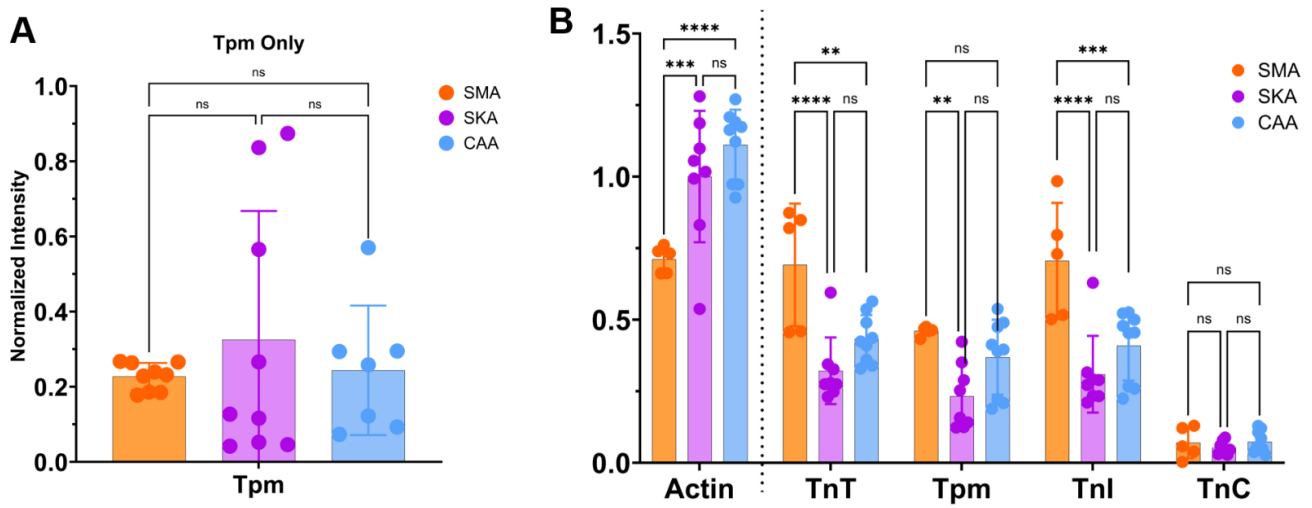 A
Tpm Only
ns
ns
ns
SMA
SKA
CAA
Normalized Intensity
1.0
0.8
0.6
0.4
0.2
0.0
Tpm
B
1.5
1.0
0.5
0.0
****
***
ns
**
****
ns
ns
**
ns
***
****
ns
ns
ns
ns
SMA
SKA
CAA
Actin
TnT
Tpm
TnI
TnC